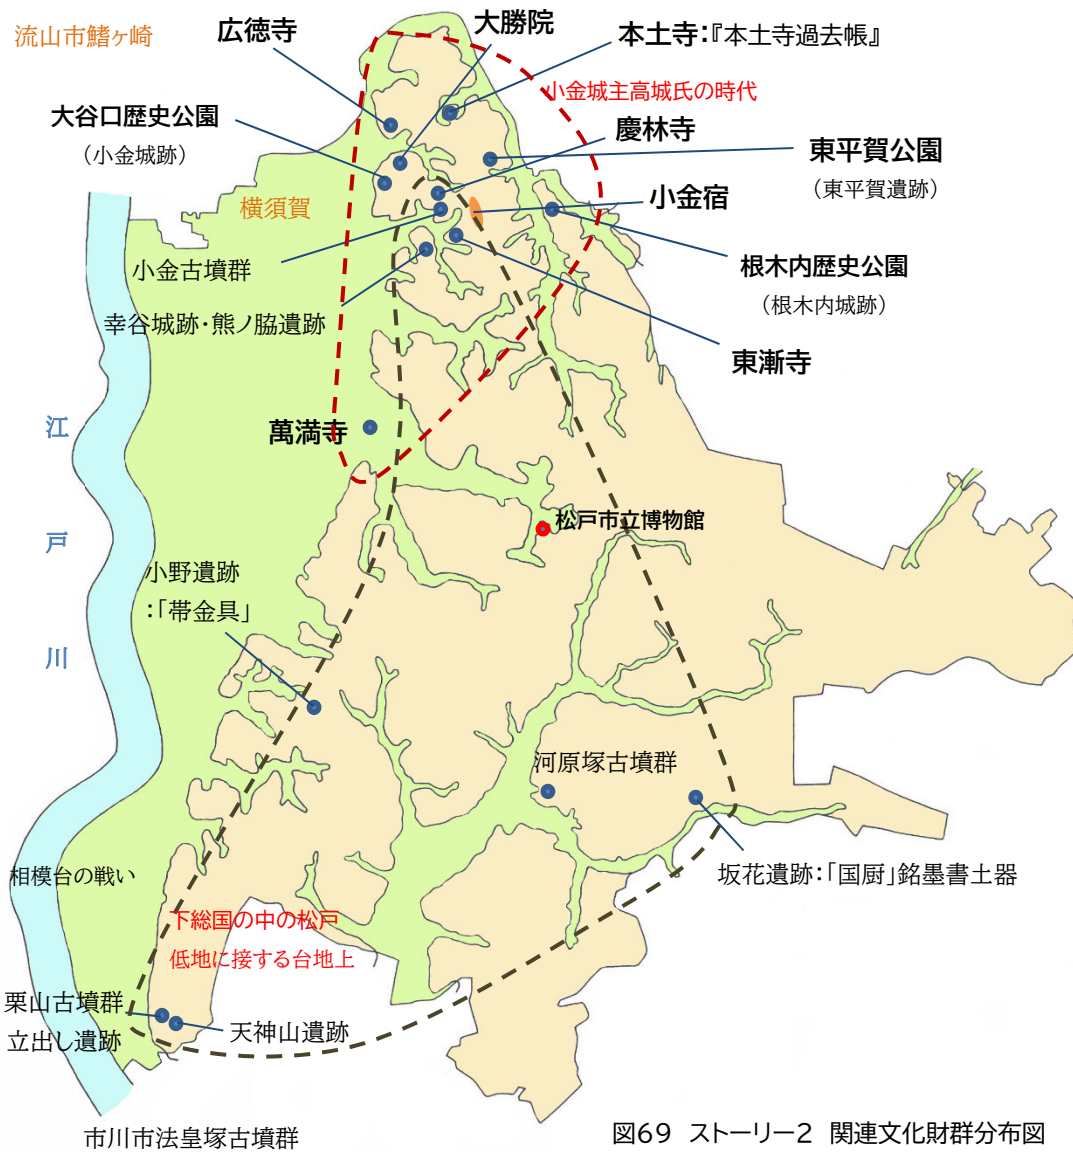 流山市鰭ヶ崎
広徳寺
大勝院
本土寺：『本土寺過去帳』
小金城主高城氏の時代
大谷口歴史公園
（小金城跡）
慶林寺
東平賀公園
（東平賀遺跡）
小金宿
横須賀
小金古墳群
根木内歴史公園
（根木内城跡）
幸谷城跡・熊ノ脇遺跡
東漸寺
萬満寺
江戸川
松戸市立博物館
小野遺跡
：「帯金具」
河原塚古墳群
相模台の戦い
坂花遺跡：「国厨」銘墨書土器
下総国の中の松戸
低地に接する台地上
栗山古墳群
立出し遺跡
天神山遺跡
市川市法皇塚古墳群
図69 ストーリー2 関連文化財群分布図